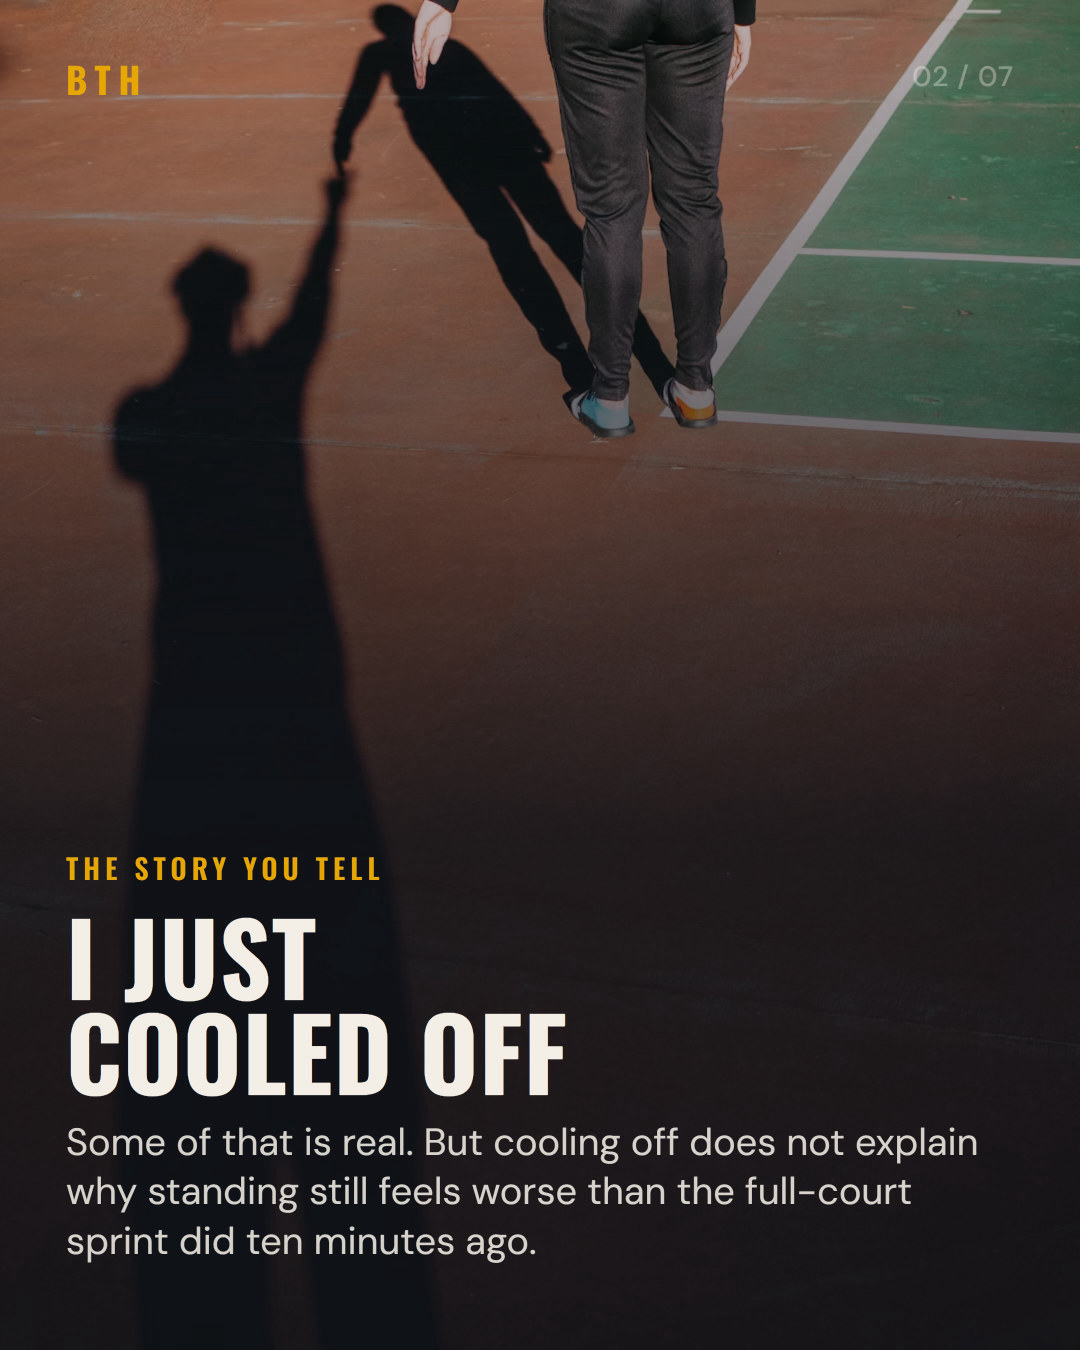 BTH
02 / 07
THE STORY YOU TELL
I JUST
COOLED OFF
Some of that is real. But cooling off does not explain
why standing still feels worse than the full-court
sprint did ten minutes ago.